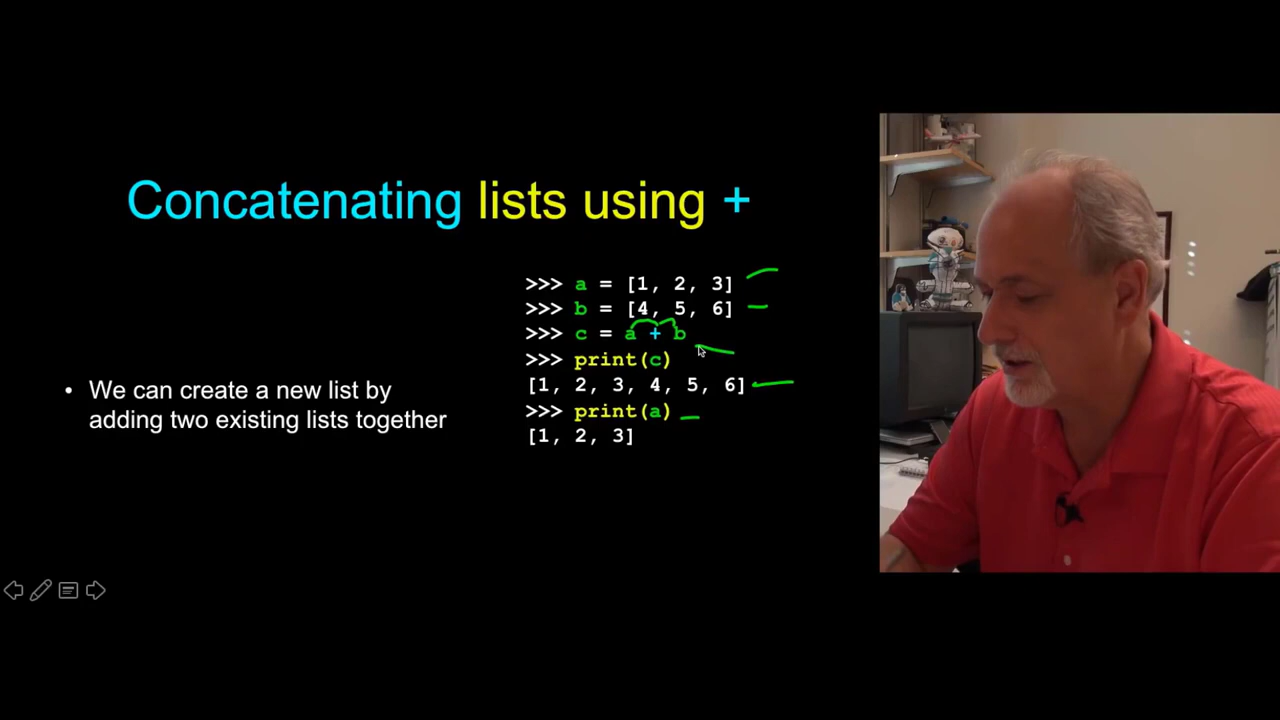 Concatenating lists using +
• We can create a new list by
adding two existing lists together
>>> a = [1, 2, 3]
>>> b = [4, 5, 6]
>>> c = a + b
>>> print(c)
[1, 2, 3, 4, 5, 6]
>>> print(a)
[1, 2, 3]